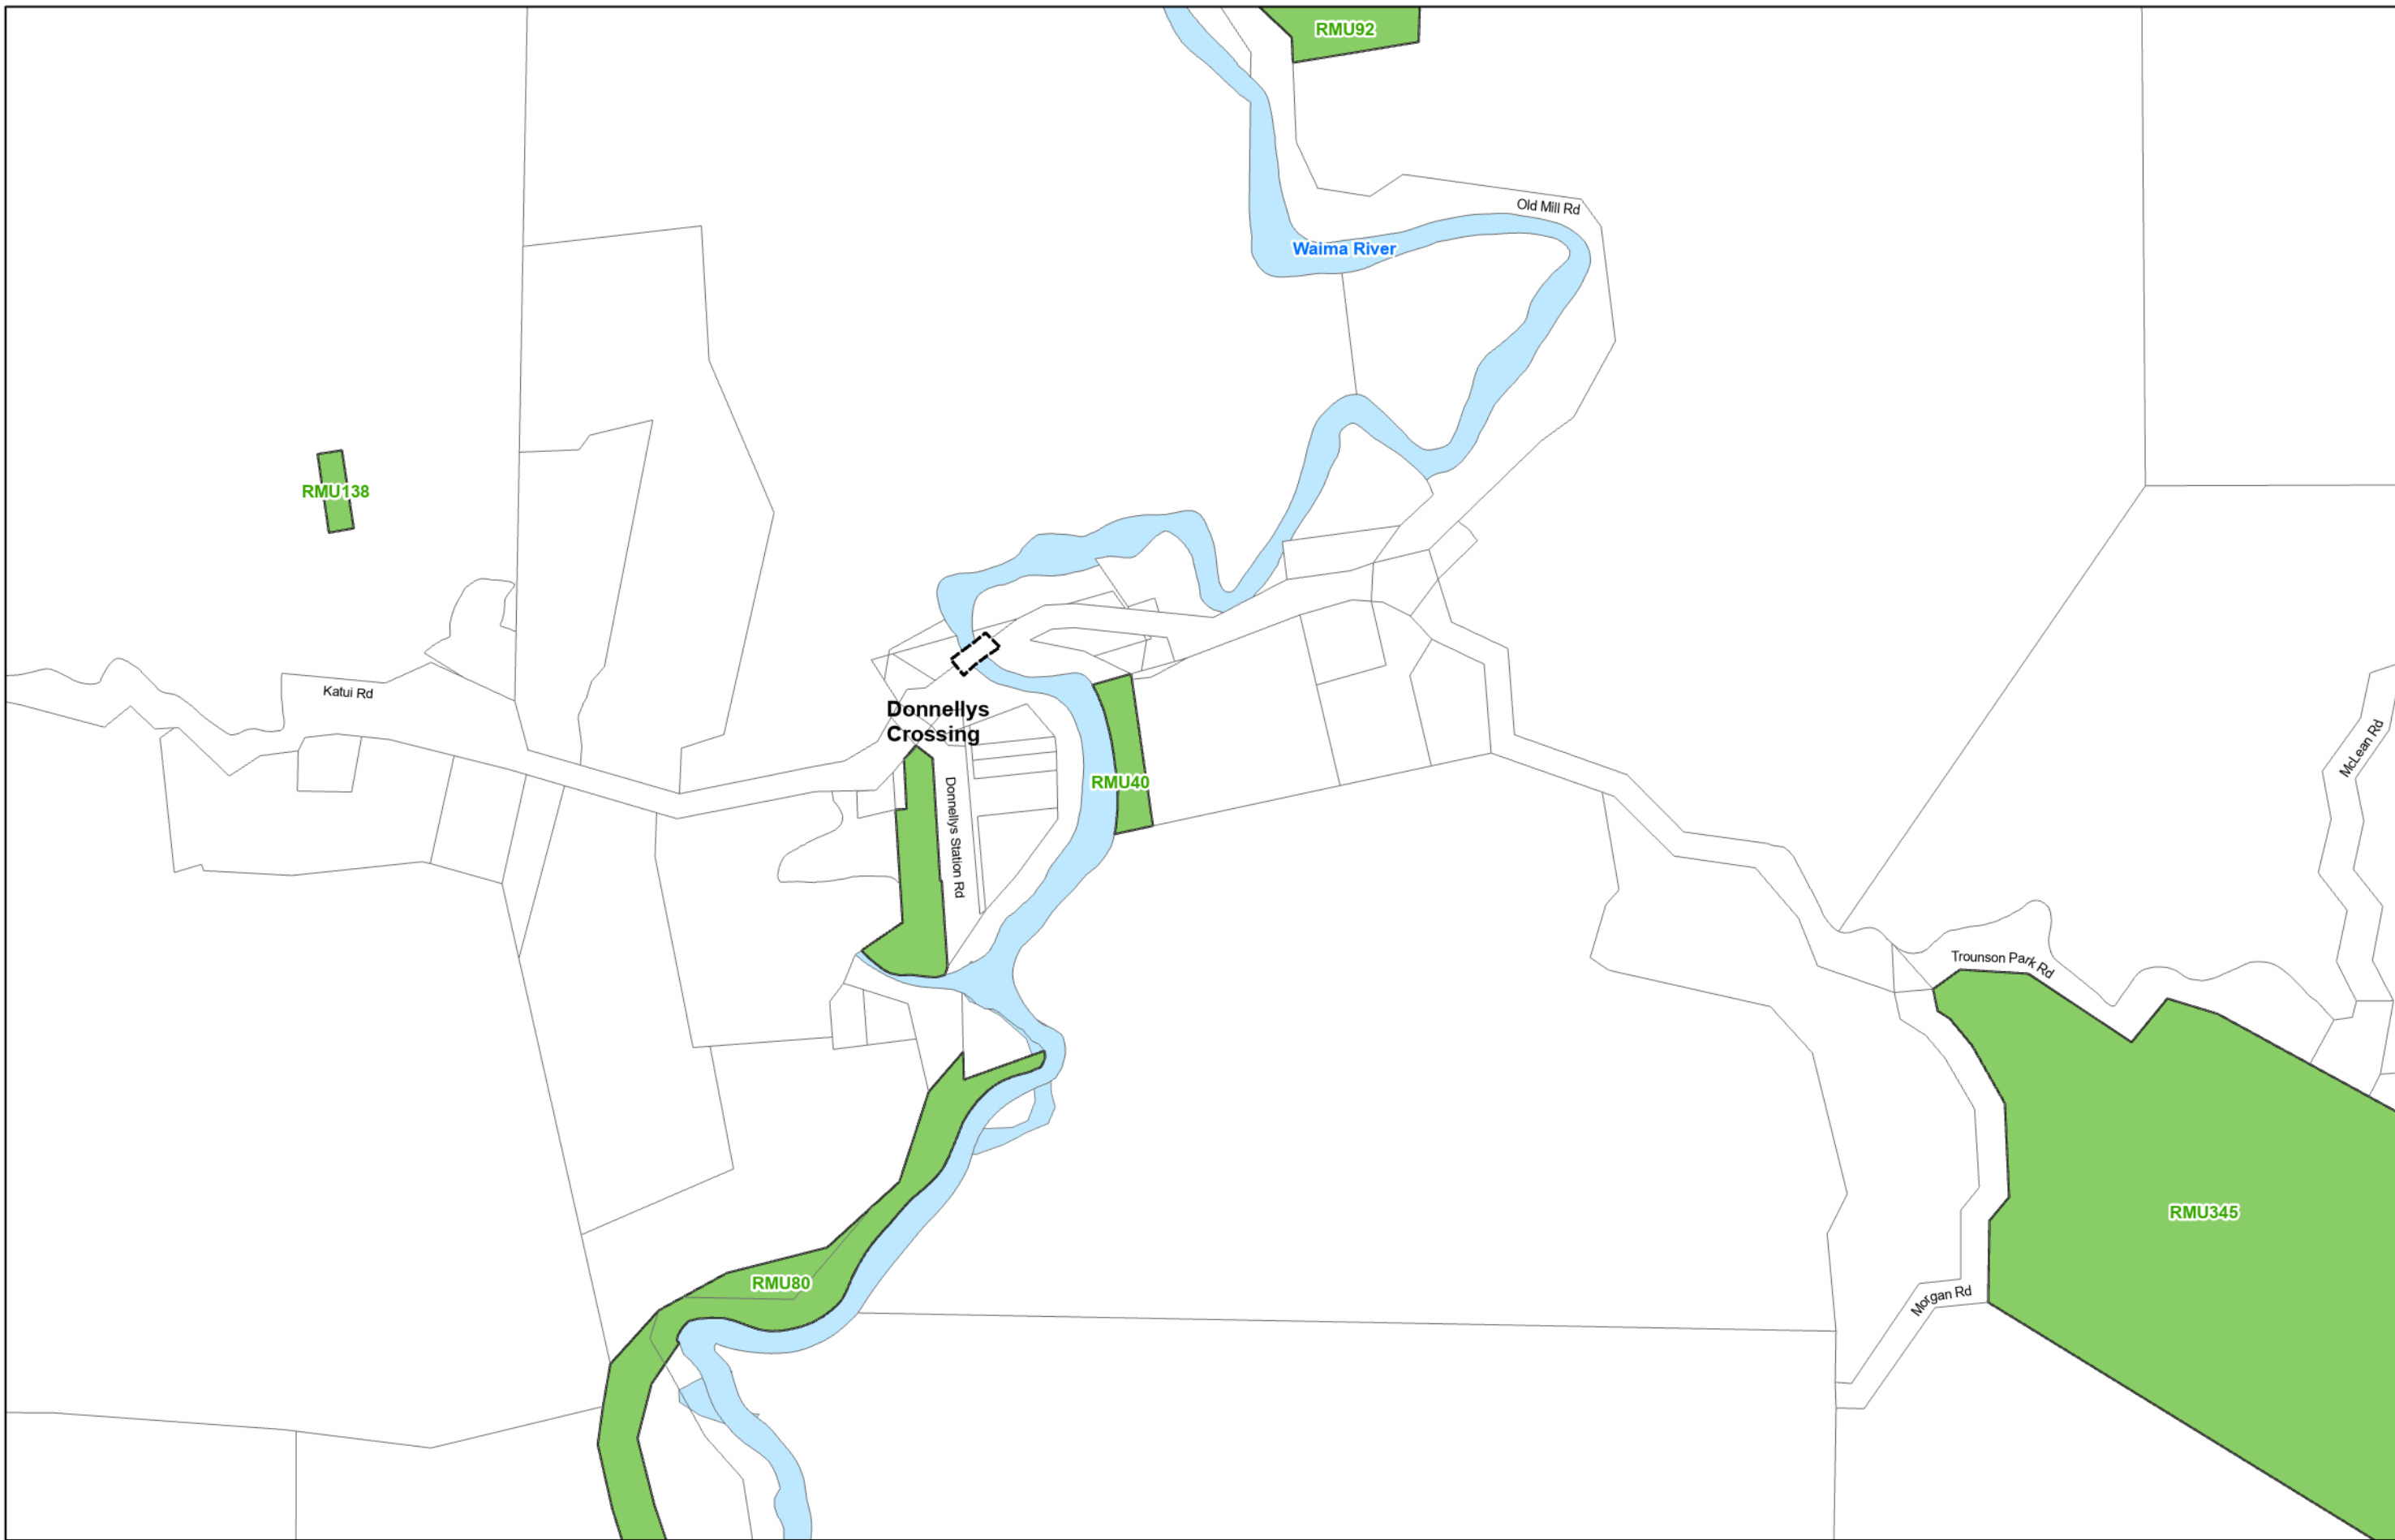 RMU92
Old Mill Rd
Waima River
RMU138
Katui Rd
Donnellys
Crossing
McLean Rd
RMU40
Donnellys Station Rd
Trounson Park Rd
RMU345
RMU80
Morgan Rd